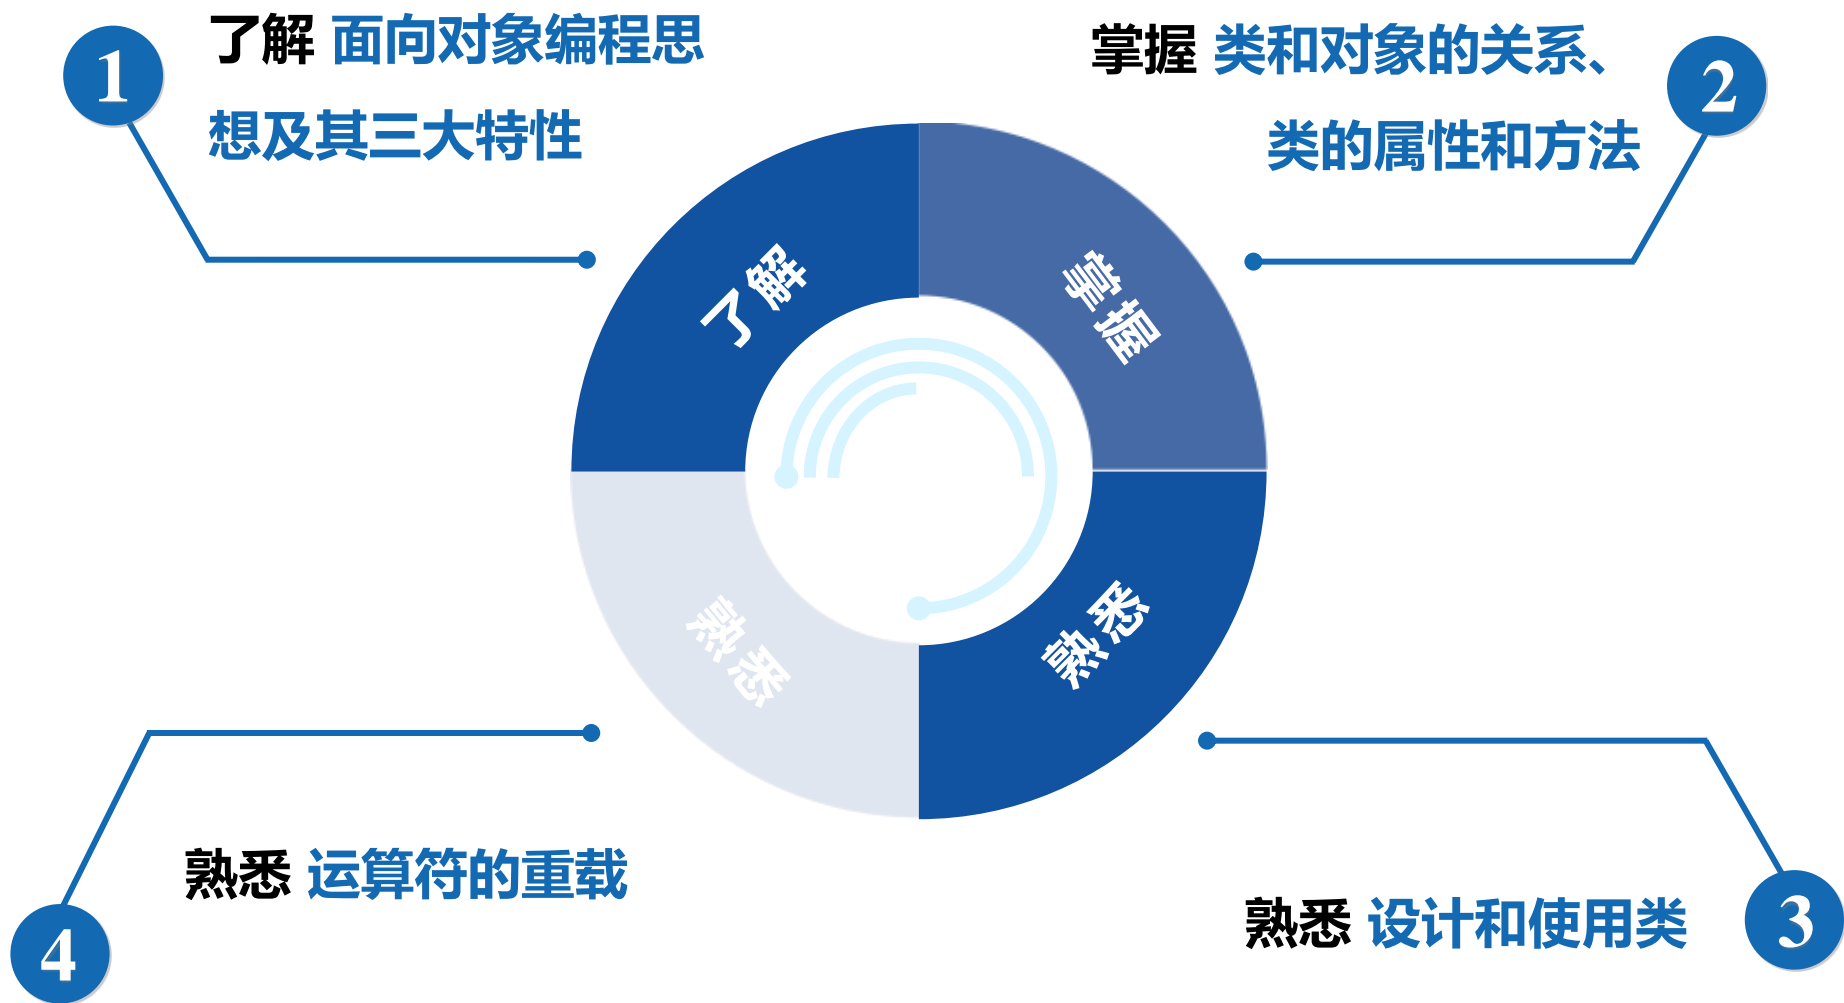 1
了解 面向对象编程思
想及其三大特性
掌握 类和对象的关系、
类的属性和方法
2
了解
掌握
熟悉
熟悉
熟悉 运算符的重载
4
熟悉 设计和使用类
3